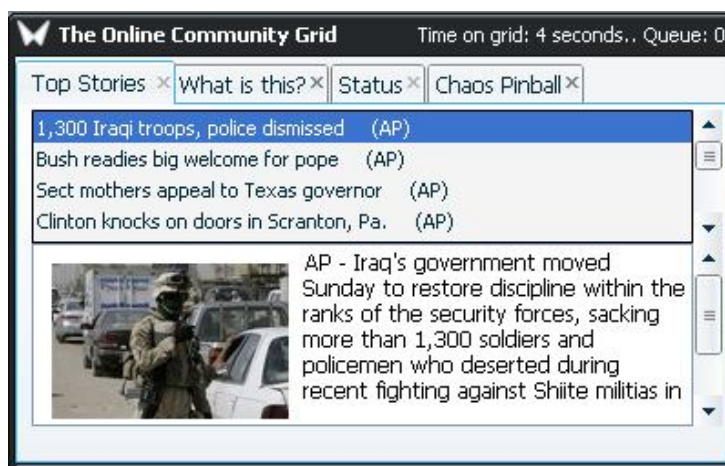 The Online Community Grid Time on grid: 4 seconds.. Queue: 0
Top Stories What is this? Status Chaos Pinball
1,300 Iraqi troops, police dismissed (AP)
Bush readies big welcome for pope (AP)
Sect mothers appeal to Texas governor (AP)
Clinton knocks on doors in Scranton, Pa. (AP)
AP - Iraq's government moved
Sunday to restore discipline within the
ranks of the security forces, sacking
more than 1,300 soldiers and
policemen who deserted during
recent fighting against Shiite militias in